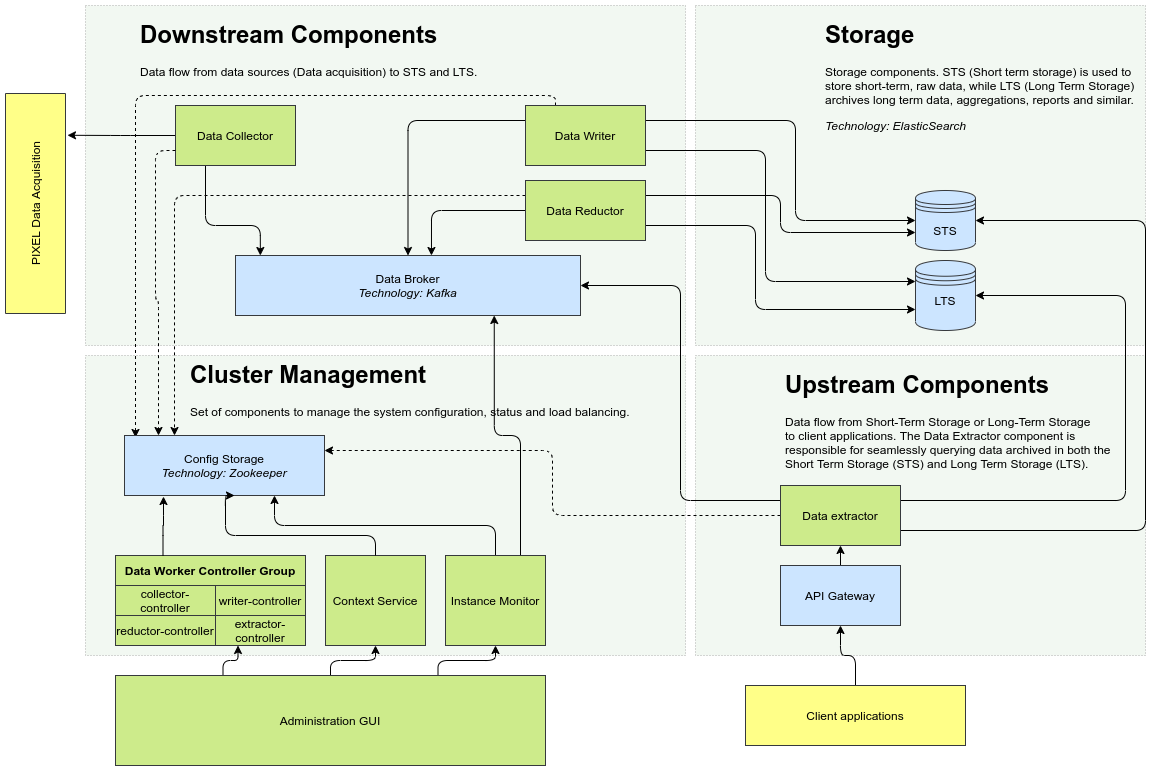 Downstream Components
Data flow from data sources (Data acquisition) to STS and LTS.
Storage
Storage components. STS (Short term storage) is used to
store short-term, raw data, while LTS (Long Term Storage)
archives long term data, aggregations, reports and similar.
Technology: ElasticSearch
PIXEL Data Acquisition
Data Collector
Data Writer
Data Reductor
STS
LTS
Data Broker
Technology: Kafka
Cluster Management
Set of components to manage the system configuration, status and load balancing.
Upstream Components
Data flow from Short-Term Storage or Long-Term Storage
to client applications. The Data Extractor component is
responsible for seamlessly querying data archived in both the
Short Term Storage (STS) and Long Term Storage (LTS).
Config Storage
Technology: Zookeeper
Data extractor
Data Worker Controller Group
collector-
controller
writer-controller
reductor-controller
extractor-
controller
Context Service
Instance Monitor
API Gateway
Administration GUI
Client applications